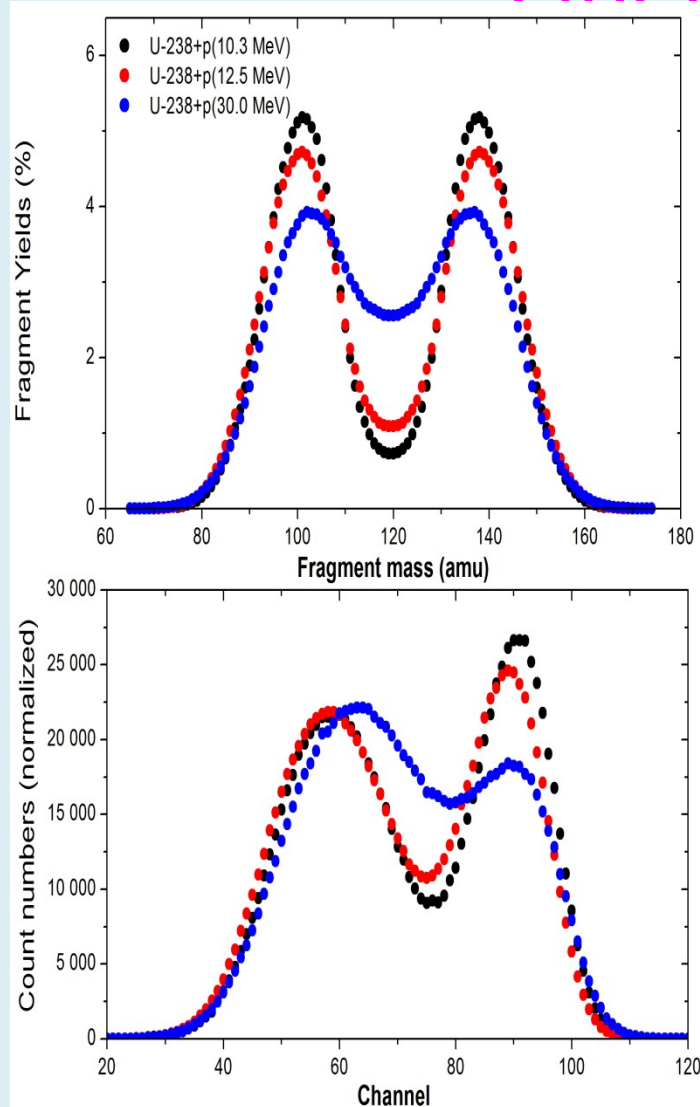 U-238+p(10.3 MeV)
U-238+p(12.5 MeV)
U-238+p(30.0 MeV)
Fragment Yields (%)
6
4
2
0
60 80 100 120 140 160 180
Fragment mass (amu)
Count numbers (normalized)
30 000
25 000
20 000
15 000
10 000
5 000
0
20 40 60 80 100 120
Channel